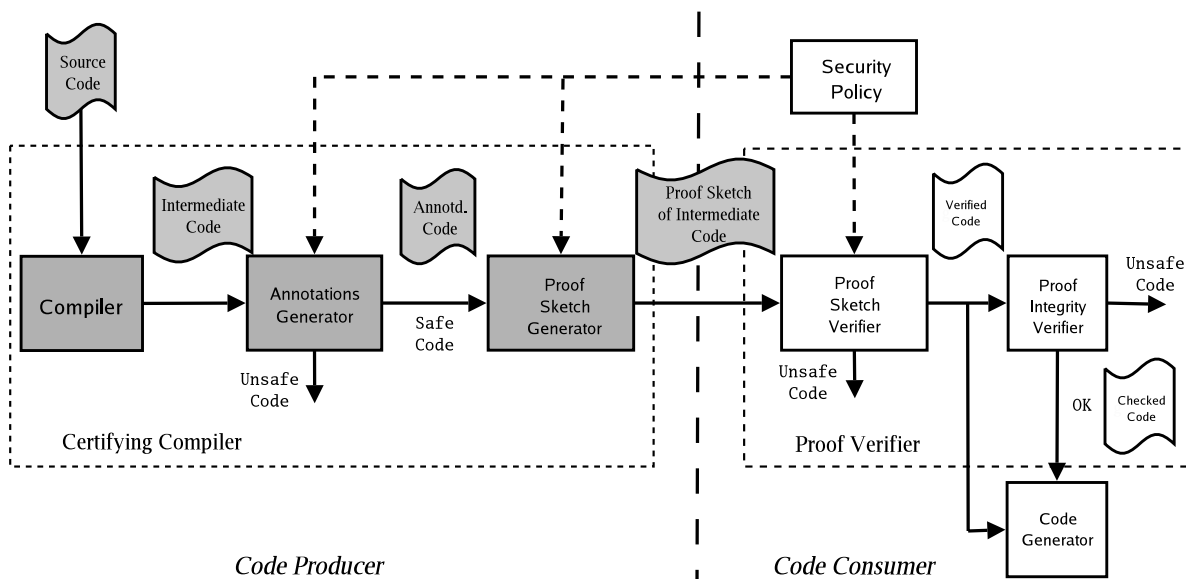 Source
Code
Security
Policy
Intermediate
Code
Annotd.
Code
Proof Sketch
of Intermediate
Code
Verified
Code
Compiler
Annotations
Generator
Safe
Code
Proof
Sketch
Generator
Proof
Sketch
Verifier
Proof
Integrity
Verifier
Unsafe
Code
Unsafe
Code
Unsafe
Code
OK
Checked
Code
Certifying Compiler
Proof Verifier
Code
Generator
Code Producer
Code Consumer